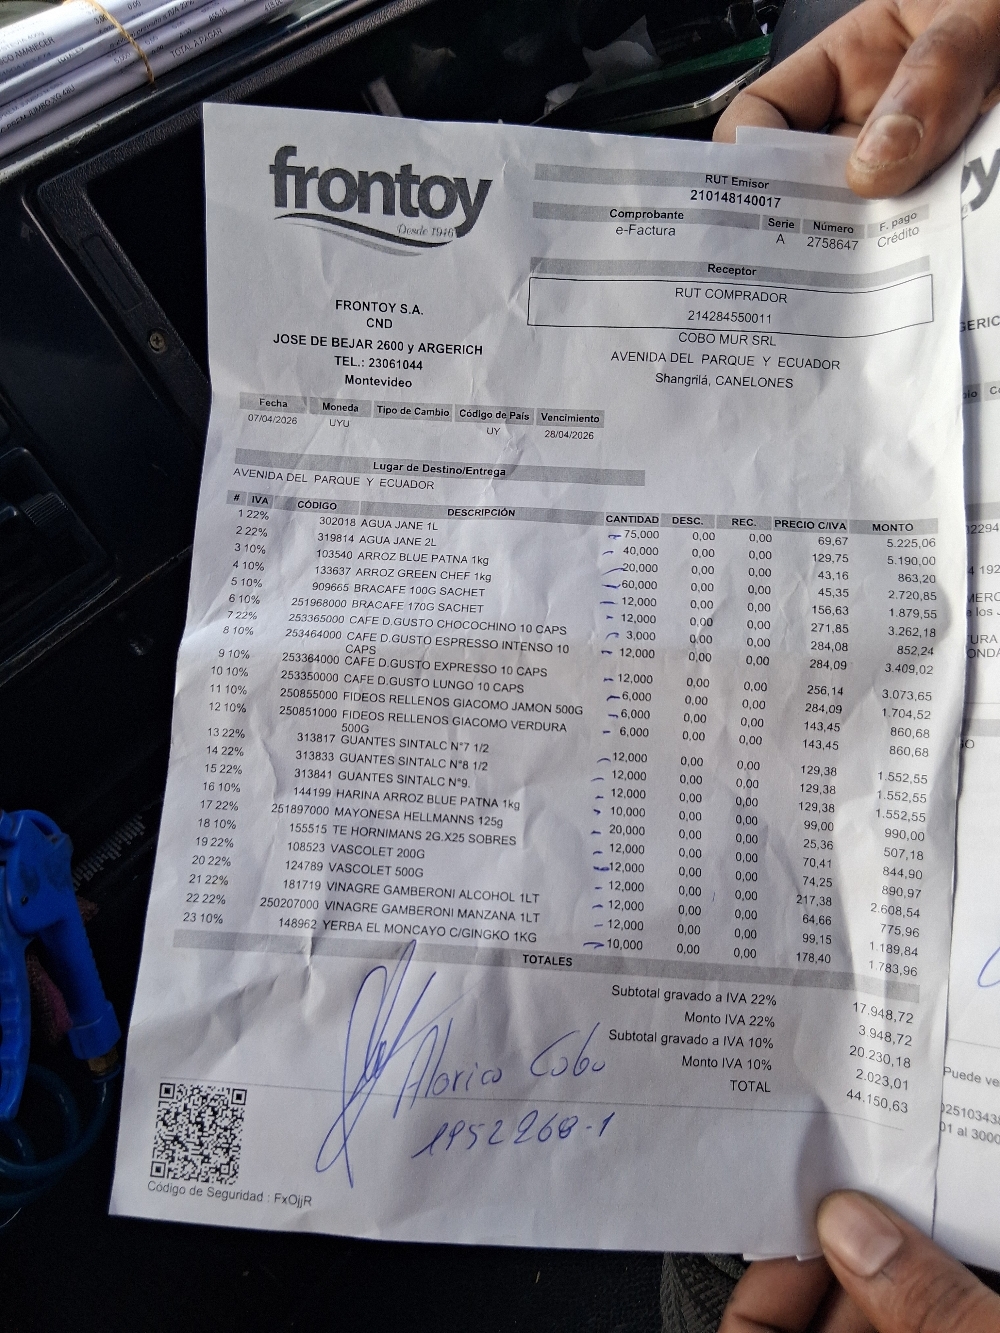 frontoy
Desde 1946
RUT Emisor
210148140017
Comprobante Serie Número F. pago
e-Factura A 2758647 Crédito
Receptor
RUT COMPRADOR
214284550011
COBO MUR SRL
AVENIDA DEL PARQUE Y ECUADOR
Shangrilá, CANELONES
FRONTOY S.A.
CND
JOSE DE BEJAR 2600 y ARGERICH
TEL.: 23061044
Montevideo
Fecha Moneda Tipo de Cambio Código de País Vencimiento
07/04/2026 UYU UY 28/04/2026
Lugar de Destino/Entrega
AVENIDA DEL PARQUE Y ECUADOR
# IVA CÓDIGO DESCRIPCIÓN CANTIDAD DESC. REC. PRECIO C/IVA MONTO
1 22% 302018 AGUA JANE 1L 75,000 0,00 0,00 69,67 5.225,06
2 22% 319814 AGUA JANE 2L 40,000 0,00 0,00 129,75 5.190,00
3 10% 103540 ARROZ BLUE PATNA 1kg 20,000 0,00 0,00 43,16 863,20
4 10% 133637 ARROZ GREEN CHEF 1kg 60,000 0,00 0,00 45,35 2.720,85
5 10% 909665 BRACAFE 100G SACHET 12,000 0,00 0,00 156,63 1.879,55
6 10% 251968000 BRACAFE 170G SACHET 12,000 0,00 0,00 271,85 3.262,18
7 22% 253365000 CAFE D.GUSTO CHOCOCHINO 10 CAPS 3,000 0,00 0,00 284,08 852,24
8 10% 253464000 CAFE D.GUSTO ESPRESSO INTENSO 10 CAPS 12,000 0,00 0,00 284,09 3.409,02
9 10% 253364000 CAFE D.GUSTO EXPRESSO 10 CAPS 12,000 0,00 0,00 256,14 3.073,65
10 10% 253350000 CAFE D.GUSTO LUNGO 10 CAPS 6,000 0,00 0,00 284,09 1.704,52
11 10% 250855000 FIDEOS RELLENOS GIACOMO JAMON 500G 6,000 0,00 0,00 143,45 860,68
12 10% 250851000 FIDEOS RELLENOS GIACOMO VERDURA 500G 6,000 0,00 0,00 143,45 860,68
13 22% 313817 GUANTES SINTALC N°7 1/2 12,000 0,00 0,00 129,38 1.552,55
14 22% 313833 GUANTES SINTALC N°8 1/2 12,000 0,00 0,00 129,38 1.552,55
15 22% 313841 GUANTES SINTALC N°9. 12,000 0,00 0,00 129,38 1.552,55
16 10% 144199 HARINA ARROZ BLUE PATNA 1kg 10,000 0,00 0,00 99,00 990,00
17 22% 251897000 MAYONESA HELLMANNS 125g 20,000 0,00 0,00 25,36 507,18
18 10% 155515 TE HORNIMANS 2G.X25 SOBRES 12,000 0,00 0,00 70,41 844,90
19 22% 108523 VASCOLET 200G 12,000 0,00 0,00 74,25 890,97
20 22% 124789 VASCOLET 500G 12,000 0,00 0,00 217,38 2.608,54
21 22% 181719 VINAGRE GAMBERONI ALCOHOL 1LT 12,000 0,00 0,00 64,66 775,96
22 22% 250207000 VINAGRE GAMBERONI MANZANA 1LT 12,000 0,00 0,00 99,15 1.189,84
23 10% 148962 YERBA EL MONCAYO C/GINGKO 1KG 10,000 0,00 0,00 178,40 1.783,96
TOTALES
Subtotal gravado a IVA 22% 17.948,72
Monto IVA 22% 3.948,72
Subtotal gravado a IVA 10% 20.230,18
Monto IVA 10% 2.023,01
TOTAL 44.150,63
Cobo
1952268-1
Código de Seguridad : FxOjjR
Puede ve
TOTAL A PAGAR
AMANECER